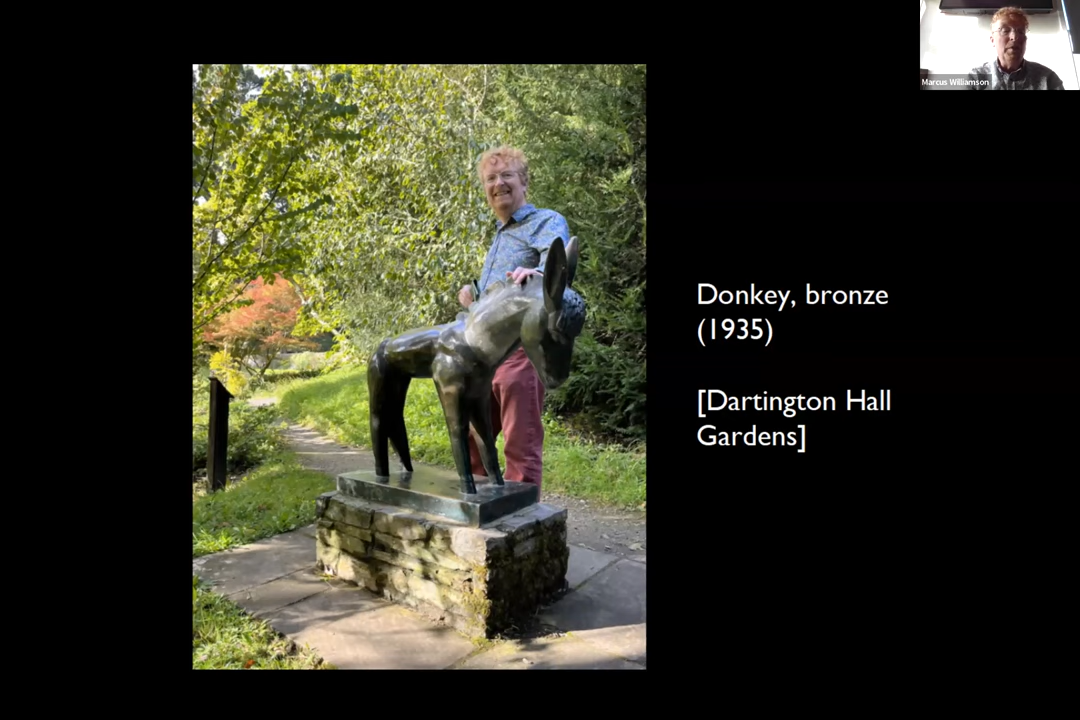 Marcus Williamson
Donkey, bronze
(1935)
[Dartington Hall
Gardens]